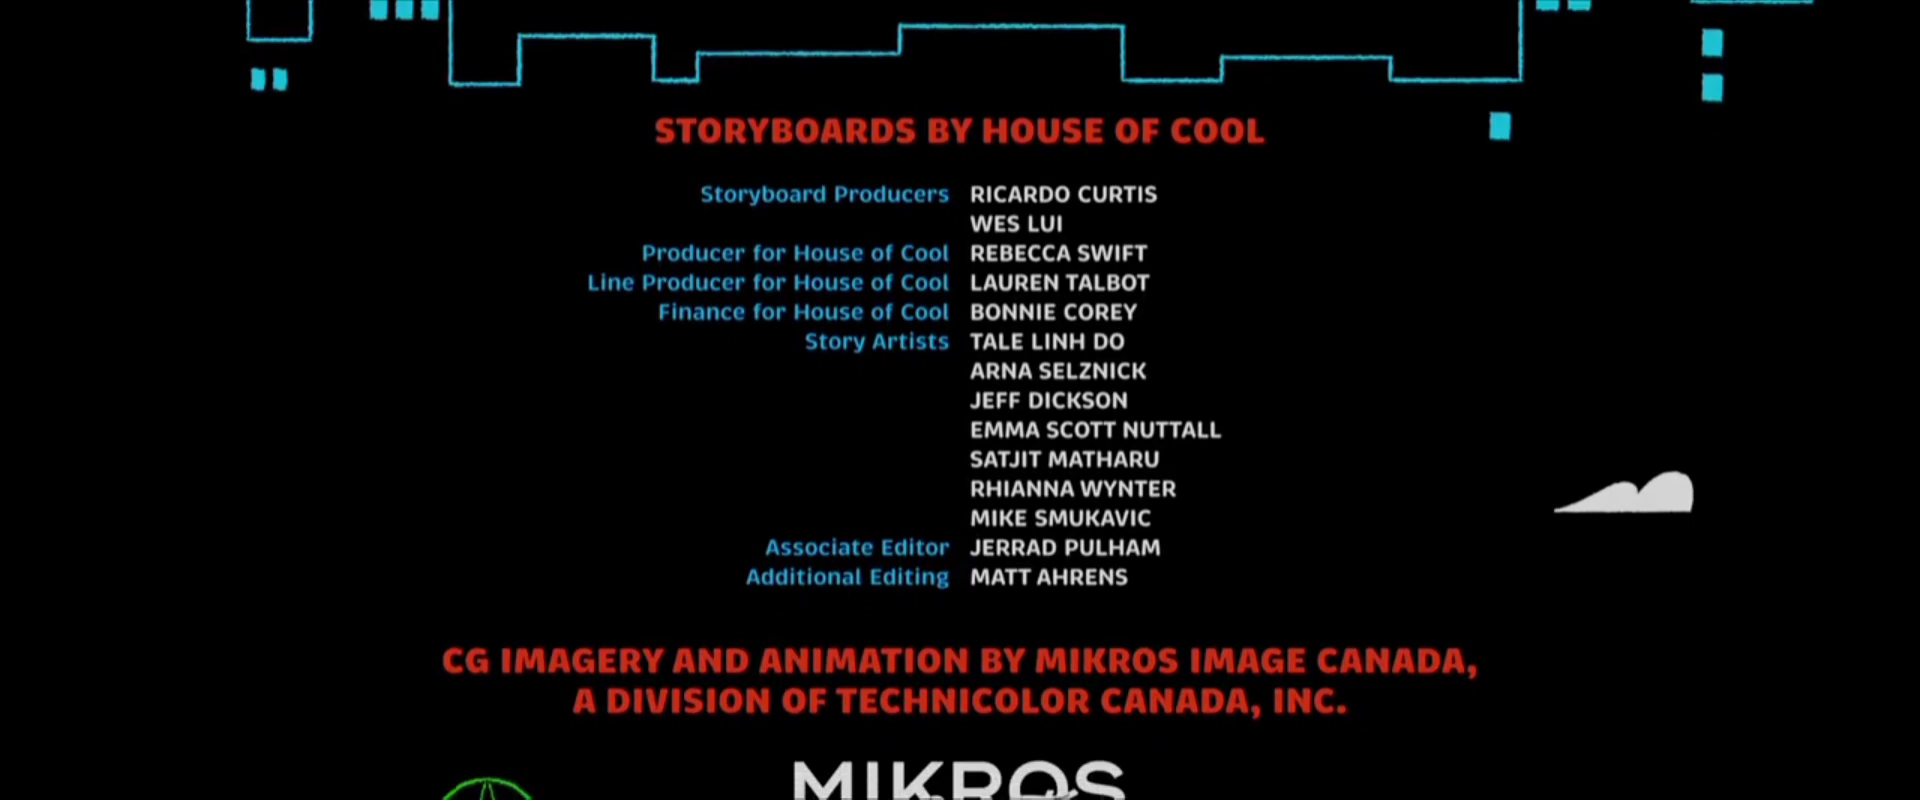 STORYBOARDS BY HOUSE OF COOL
Storyboard Producers RICARDO CURTIS
WES LUI
Producer for House of Cool REBECCA SWIFT
Line Producer for House of Cool LAUREN TALBOT
Finance for House of Cool BONNIE COREY
Story Artists TALE LINH DO
ARNA SELZNICK
JEFF DICKSON
EMMA SCOTT NUTTALL
SATJIT MATHARU
RHIANNA WYNTER
MIKE SMUKAVIC
Associate Editor JERRAD PULHAM
Additional Editing MATT AHRENS
CG IMAGERY AND ANIMATION BY MIKROS IMAGE CANADA,
A DIVISION OF TECHNICOLOR CANADA, INC.
MIKROS